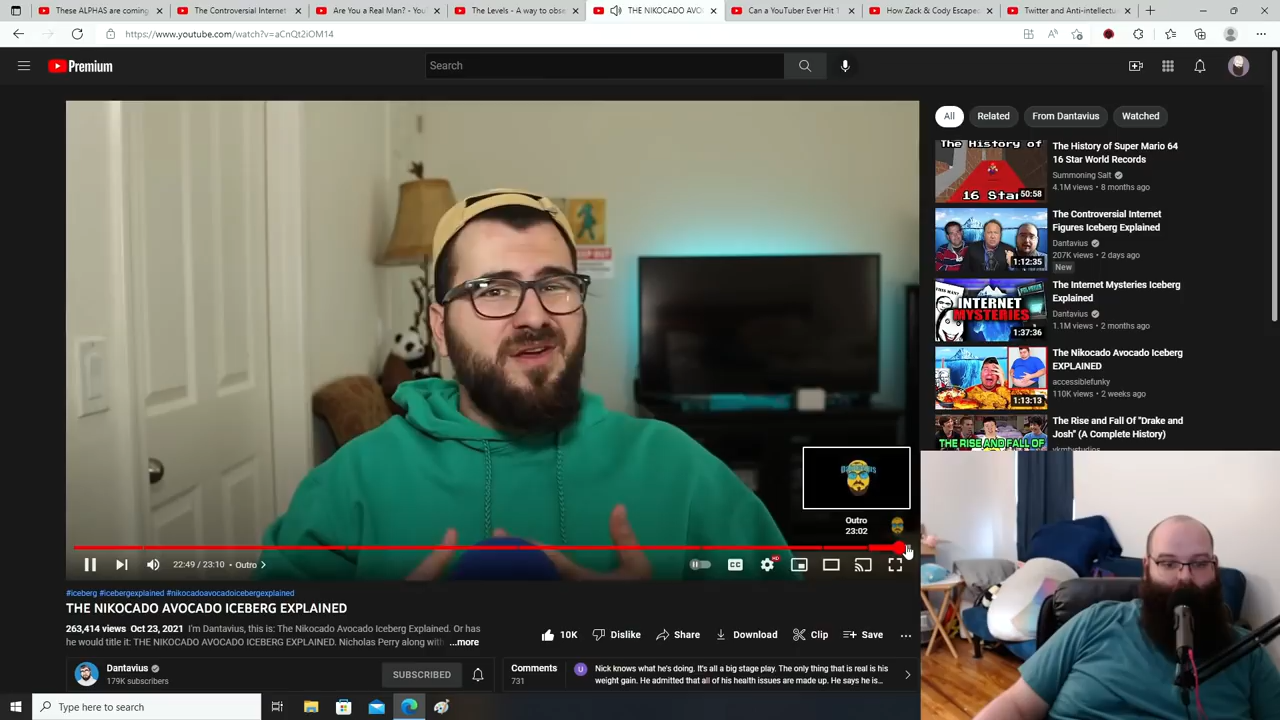 These ALPHAS are coming
The Controversial Internet
Are You a Real Man? - You
The Levels - A way to obse
THE NIKOCADO AVO
Can a YouTuber Ever Hit 1
How Zack & Cody Escape
Twitter and Anti-intellectu
https://www.youtube.com/watch?v=aCnQt2iOM14
Premium
Search
All
Related
From Dantavius
Watched
The History of
16 Star
50:58
The History of Super Mario 64
16 Star World Records
Summoning Salt
4.1M views • 8 months ago
1:12:35
The Controversial Internet
Figures Iceberg Explained
Dantavius
207K views • 2 days ago
New
INTERNET
MYSTERIES
1:37:36
The Internet Mysteries Iceberg
Explained
Dantavius
1.1M views • 2 months ago
1:13:13
The Nikocado Avocado Iceberg
EXPLAINED
accessiblefunky
110K views • 2 weeks ago
THE RISE AND FALL OF
The Rise and Fall Of "Drake and
Josh" (A Complete History)
Outro
23:02
22:49 / 23:10 • Outro
CC
HD
#iceberg #icebergexplained #nikocadoavocadoicebergexplained
THE NIKOCADO AVOCADO ICEBERG EXPLAINED
263,414 views Oct 23, 2021 I'm Dantavius, this is: The Nikocado Avocado Iceberg Explained. Or has
he would title it: THE NIKOCADO AVOCADO ICEBERG EXPLAINED. Nicholas Perry along with ...more
10K
Dislike
Share
Download
Clip
Save
Dantavius
179K subscribers
SUBSCRIBED
Comments
731
U
Nick knows what he's doing. It's all a big stage play. The only thing that is real is his
weight gain. He admitted that all of his health issues are made up. He says he is...
Type here to search